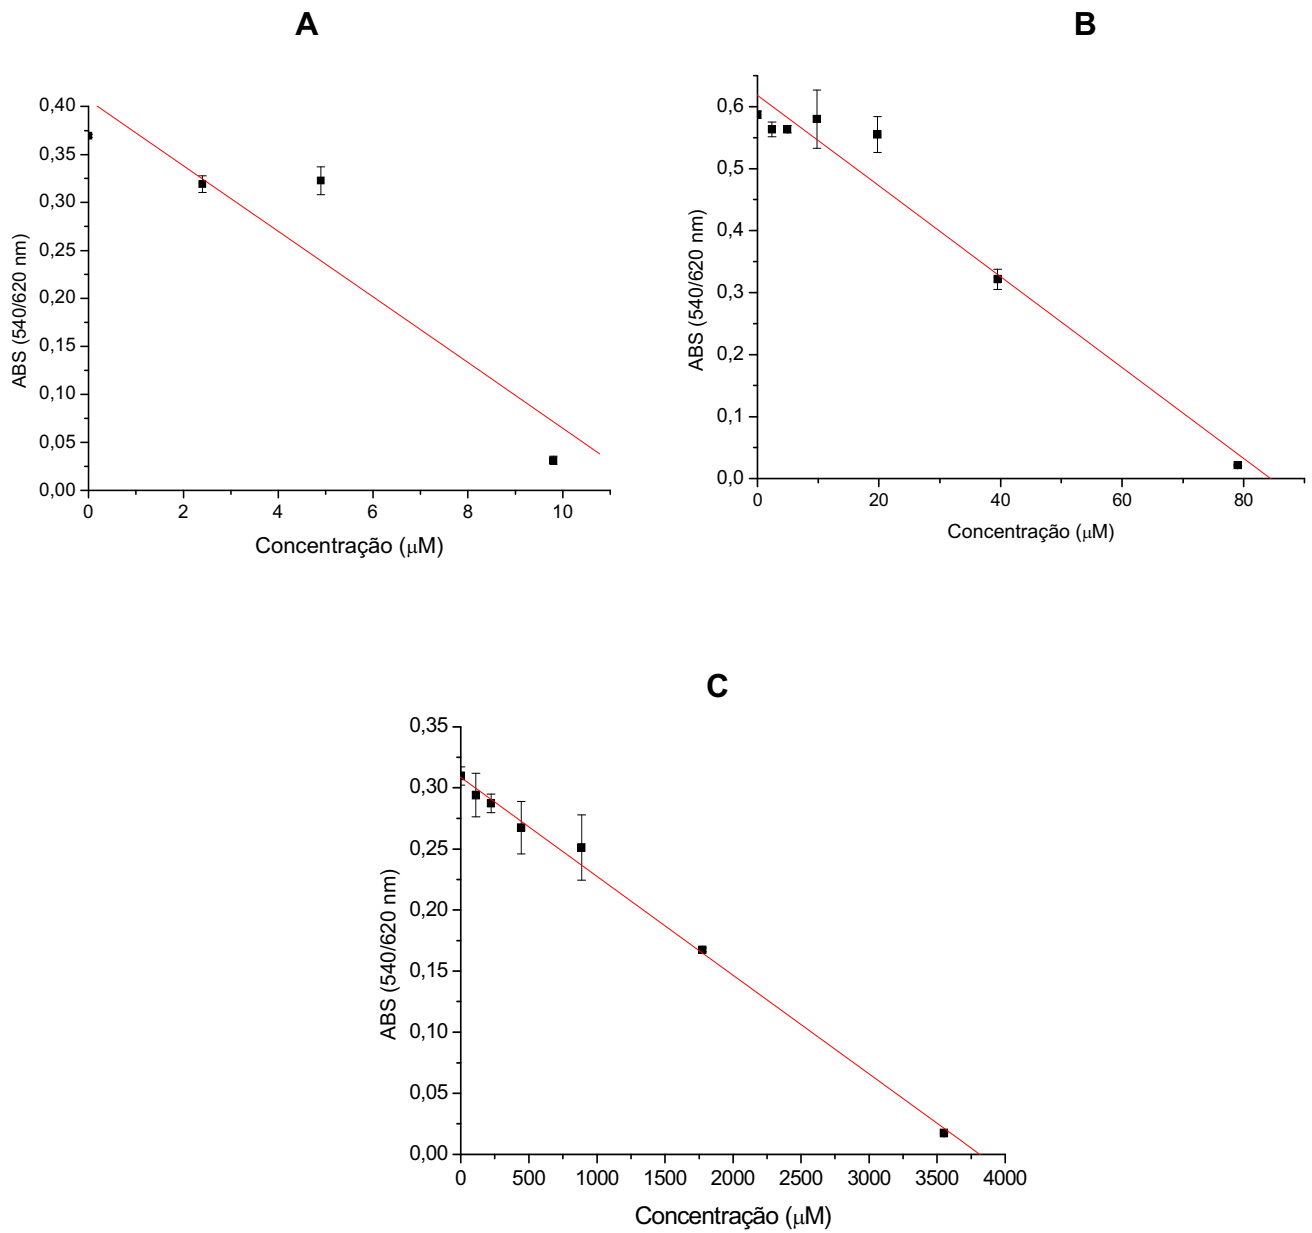 A
0,40
0,35
0,30
0,25
0,20
0,15
0,10
0,05
0,00
ABS (540/620 nm)
0 2 4 6 8 10
Concentração (μM)
B
0,6
0,5
0,4
0,3
0,2
0,1
0,0
ABS (540/620 nm)
0 20 40 60 80
Concentração (μM)
C
0,35
0,30
0,25
0,20
0,15
0,10
0,05
0,00
ABS (540/620 nm)
0 500 1000 1500 2000 2500 3000 3500 4000
Concentração (μM)